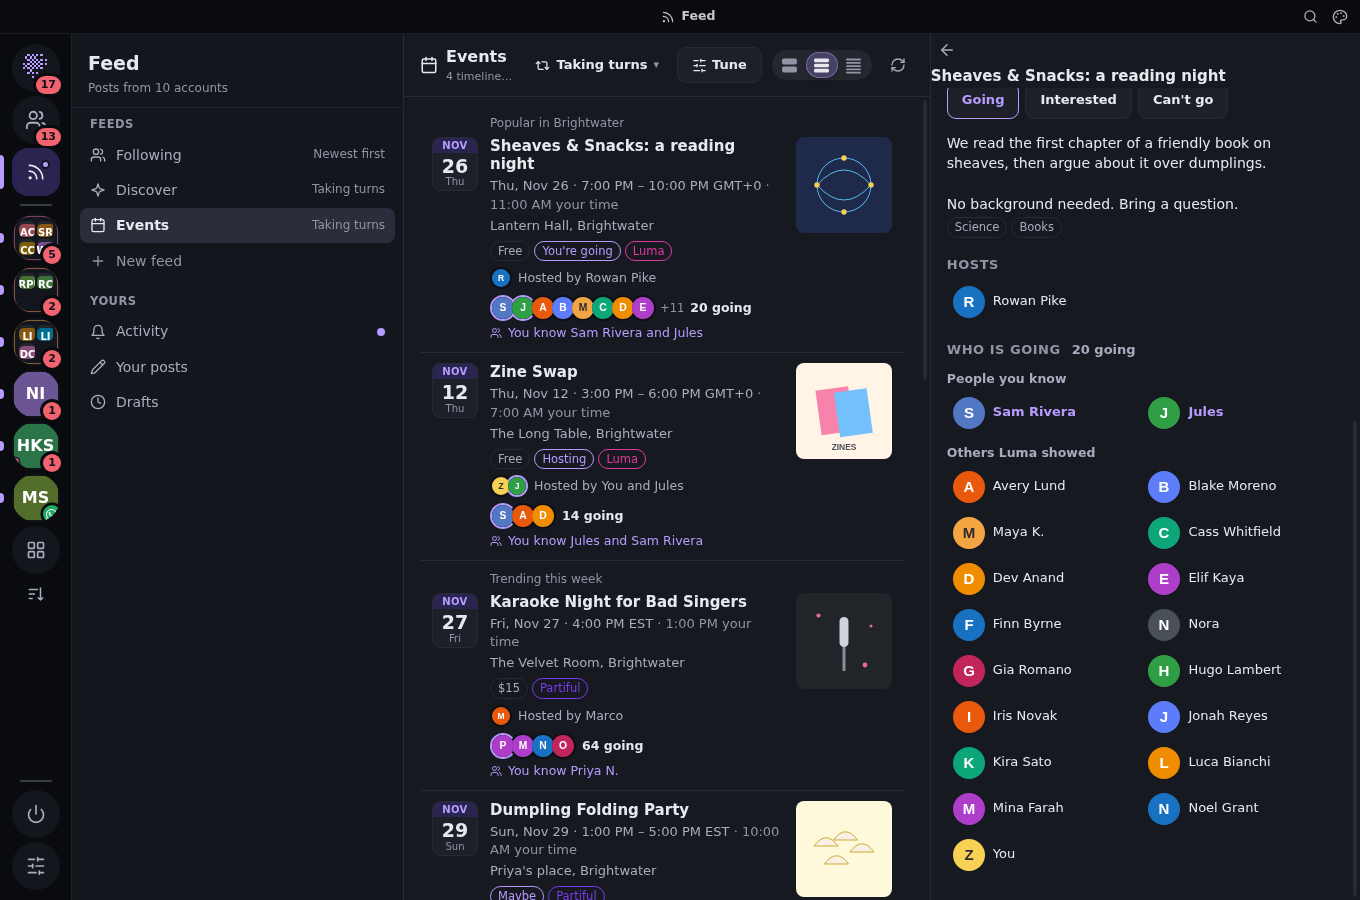 Feed
17
13
AC
SR
CC
5
RP
RC
2
LI
LI
DC
2
NI
1
HKS
1
MS
Feed
Posts from 10 accounts
FEEDS
Following Newest first
Discover Taking turns
Events Taking turns
New feed
YOURS
Activity
Your posts
Drafts
Events
4 timeline...
Taking turns ▾
Tune
Popular in Brightwater
NOV
26
Thu
Sheaves & Snacks: a reading
night
Thu, Nov 26 · 7:00 PM – 10:00 PM GMT+0 ·
11:00 AM your time
Lantern Hall, Brightwater
Free You're going Luma
R Hosted by Rowan Pike
S J A B M C D E +11 20 going
You know Sam Rivera and Jules
NOV
12
Thu
Zine Swap
Thu, Nov 12 · 3:00 PM – 6:00 PM GMT+0 ·
7:00 AM your time
The Long Table, Brightwater
Free Hosting Luma
Z J Hosted by You and Jules
S A D 14 going
You know Jules and Sam Rivera
ZINES
Trending this week
NOV
27
Fri
Karaoke Night for Bad Singers
Fri, Nov 27 · 4:00 PM EST · 1:00 PM your
time
The Velvet Room, Brightwater
$15 Partiful
M Hosted by Marco
P M N O 64 going
You know Priya N.
NOV
29
Sun
Dumpling Folding Party
Sun, Nov 29 · 1:00 PM – 5:00 PM EST · 10:00
AM your time
Priya's place, Brightwater
Maybe Partiful
Sheaves & Snacks: a reading night
Going Interested Can't go
We read the first chapter of a friendly book on
sheaves, then argue about it over dumplings.
No background needed. Bring a question.
Science Books
HOSTS
R Rowan Pike
WHO IS GOING 20 going
People you know
S Sam Rivera J Jules
Others Luma showed
A Avery Lund B Blake Moreno
M Maya K. C Cass Whitfield
D Dev Anand E Elif Kaya
F Finn Byrne N Nora
G Gia Romano H Hugo Lambert
I Iris Novak J Jonah Reyes
K Kira Sato L Luca Bianchi
M Mina Farah N Noel Grant
Z You